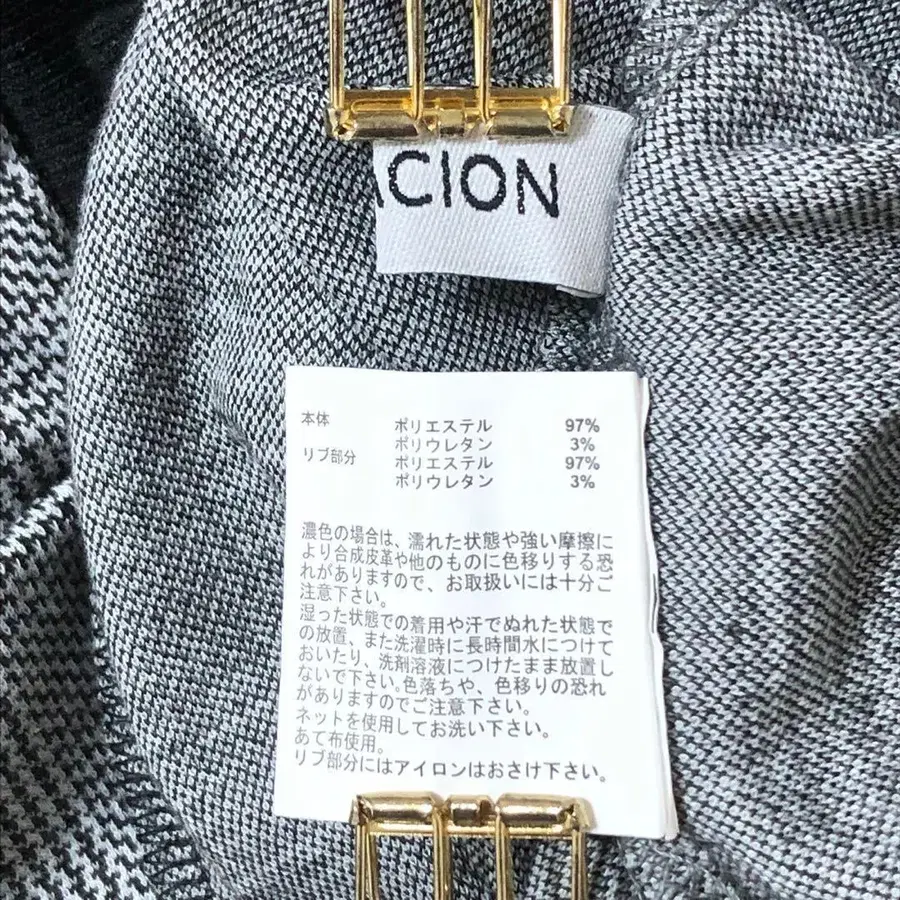 ACION
本体 ポリエステル 97%
ポリウレタン 3%
リブ部分 ポリエステル 97%
ポリウレタン 3%
濃色の場合は、濡れた状態や強い摩擦に
より合成皮革や他のものに色移りする恐
れがありますので、お取扱いには十分ご
注意下さい。
湿った状態での着用や汗でぬれた状態で
の放置、また洗濯時に長時間水につけて
おいたり、洗剤溶液につけたまま放置し
ないで下さい。色落ちや、色移りの恐れ
がありますのでご注意下さい。
ネットを使用してお洗い下さい。
あて布使用。
リブ部分にはアイロンはおさけ下さい。